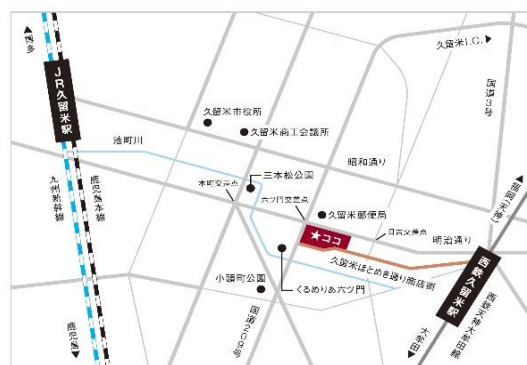 博多
JR久留米駅
久留米I.C.
国道3号
久留米市役所
久留米商工会議所
池町川
昭和通り
三本松公園
本町交差点
六ツ門交差点
福岡(天神)
久留米郵便局
日吉交差点
明治通り
★ココ
久留米ほとめき通り商店街
西鉄久留米駅
西鉄天神大牟田線
九州新幹線
鹿児島本線
小頭町公園
くるめりあ六ツ門
国道209号
鹿児島
大牟田